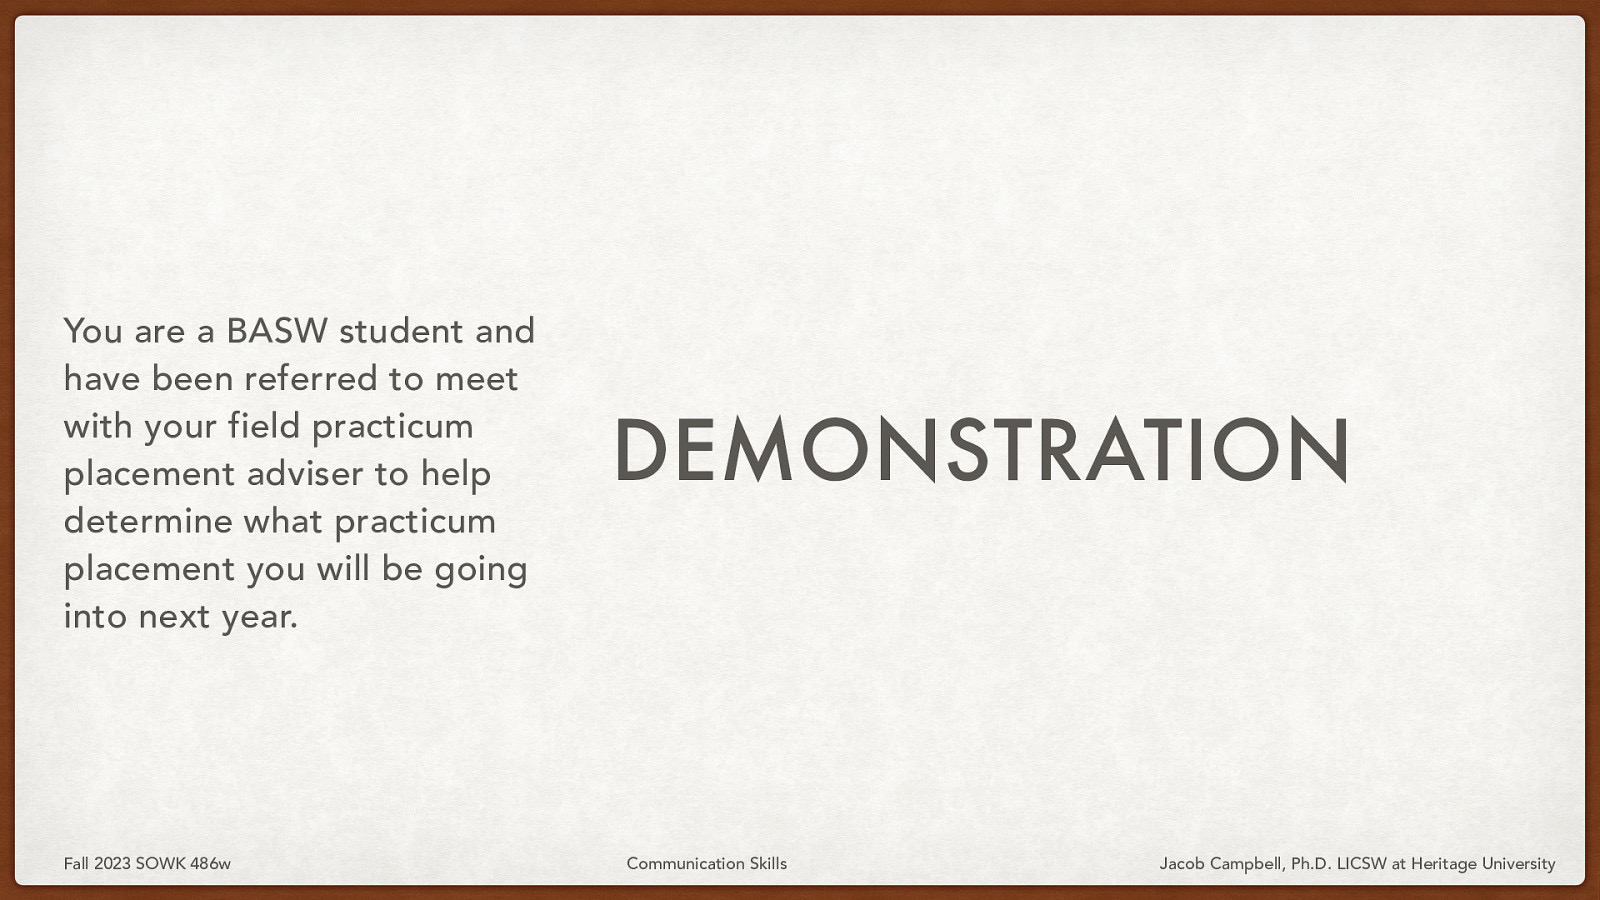 You are a BASW student and
have been referred to meet
with your field practicum
placement adviser to help
determine what practicum
placement you will be going
into next year.
DEMONSTRATION
Fall 2023 SOWK 486w
Communication Skills
Jacob Campbell, Ph.D. LICSW at Heritage University